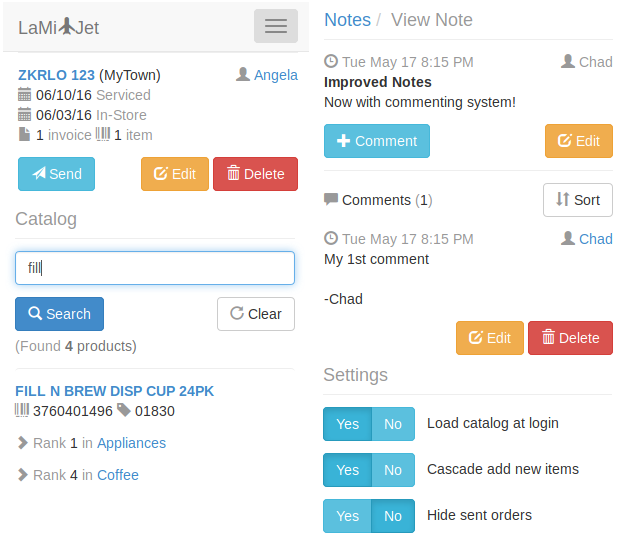 LaMi Jet
ZKRLO 123 (MyTown) Angela
06/10/16 Serviced
06/03/16 In-Store
1 invoice 1 item
Send Edit Delete
Catalog
fill
Search Clear
(Found 4 products)
FILL N BREW DISP CUP 24PK
3760401496 01830
Rank 1 in Appliances
Rank 4 in Coffee
Notes / View Note
Tue May 17 8:15 PM Chad
Improved Notes
Now with commenting system!
Comment Edit
Comments (1) Sort
Tue May 17 8:15 PM Chad
My 1st comment
-Chad
Edit Delete
Settings
Yes No Load catalog at login
Yes No Cascade add new items
Yes No Hide sent orders